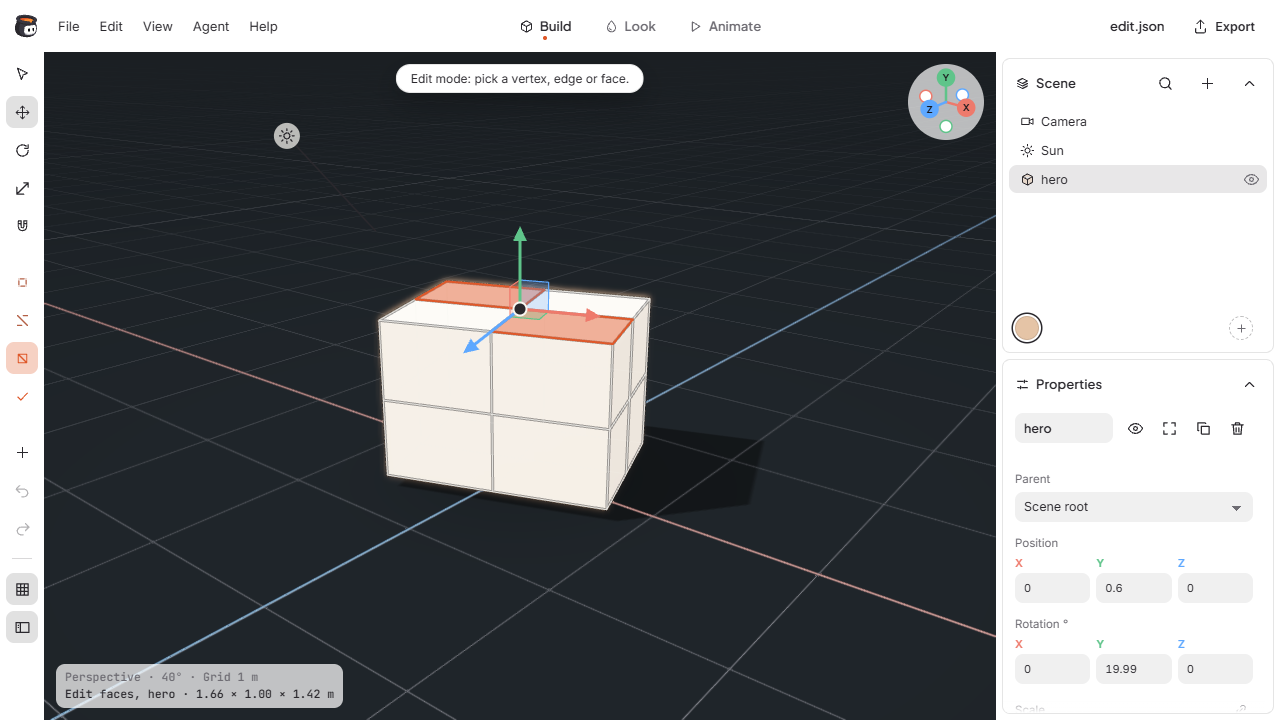 File Edit View Agent Help
Build Look Animate
edit.json Export
Edit mode: pick a vertex, edge or face.
Y
Z X
Scene
Camera
Sun
hero
Properties
hero
Parent
Scene root
Position
X Y Z
0 0.6 0
Rotation °
X Y Z
0 19.99 0
Scale
Perspective · 40° · Grid 1 m
Edit faces, hero · 1.66 × 1.00 × 1.42 m